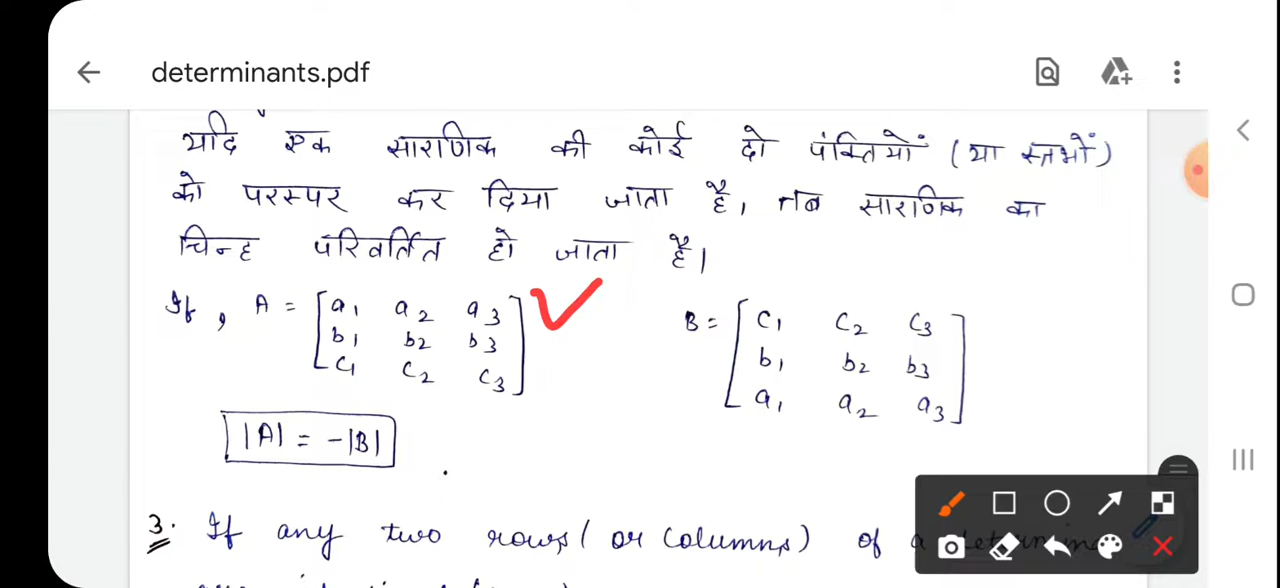 determinants.pdf
यदि एक सारणिक की कोई दो पंक्तियों (या स्तभों)
को परस्पर कर दिया जाता है, तब सारणिक का
चिन्ह परिवर्तित हो जाता है।
If, A = [a1 a2 a3
b1 b2 b3
c1 c2 c3]
B = [c1 c2 c3
b1 b2 b3
a1 a2 a3]
|A| = -|B|
3. If any two rows (or columns) of a